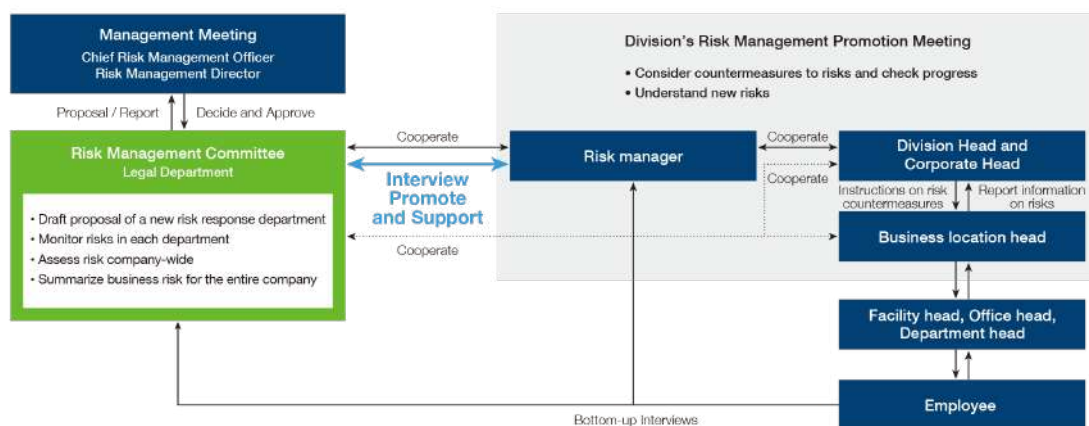 Management Meeting
Chief Risk Management Officer
Risk Management Director
Proposal / Report
Decide and Approve
Risk Management Committee
Legal Department
• Draft proposal of a new risk response department
• Monitor risks in each department
• Assess risk company-wide
• Summarize business risk for the entire company
Cooperate
Interview
Promote
and Support
Cooperate
Division's Risk Management Promotion Meeting
• Consider countermeasures to risks and check progress
• Understand new risks
Risk manager
Cooperate
Cooperate
Division Head and
Corporate Head
Instructions on risk
countermeasures
Report information
on risks
Business location head
Facility head, Office head,
Department head
Employee
Bottom-up Interviews